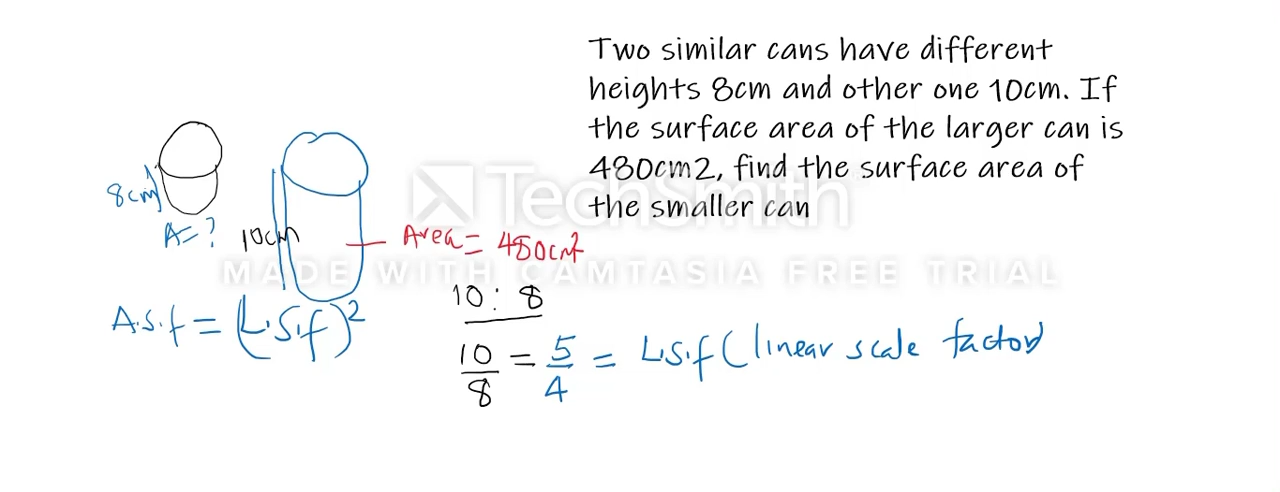 Two similar cans have different
heights 8cm and other one 10cm. If
the surface area of the larger can is
480cm2, find the surface area of
the smaller can
8cm
A=?
10cm
Area = 480cm²
TechSmith
MADE WITH CAMTASIA FREE TRIAL
A.S.f = (L.S.f)²
10 : 8
10/8 = 5/4 = L.S.f (linear scale factor